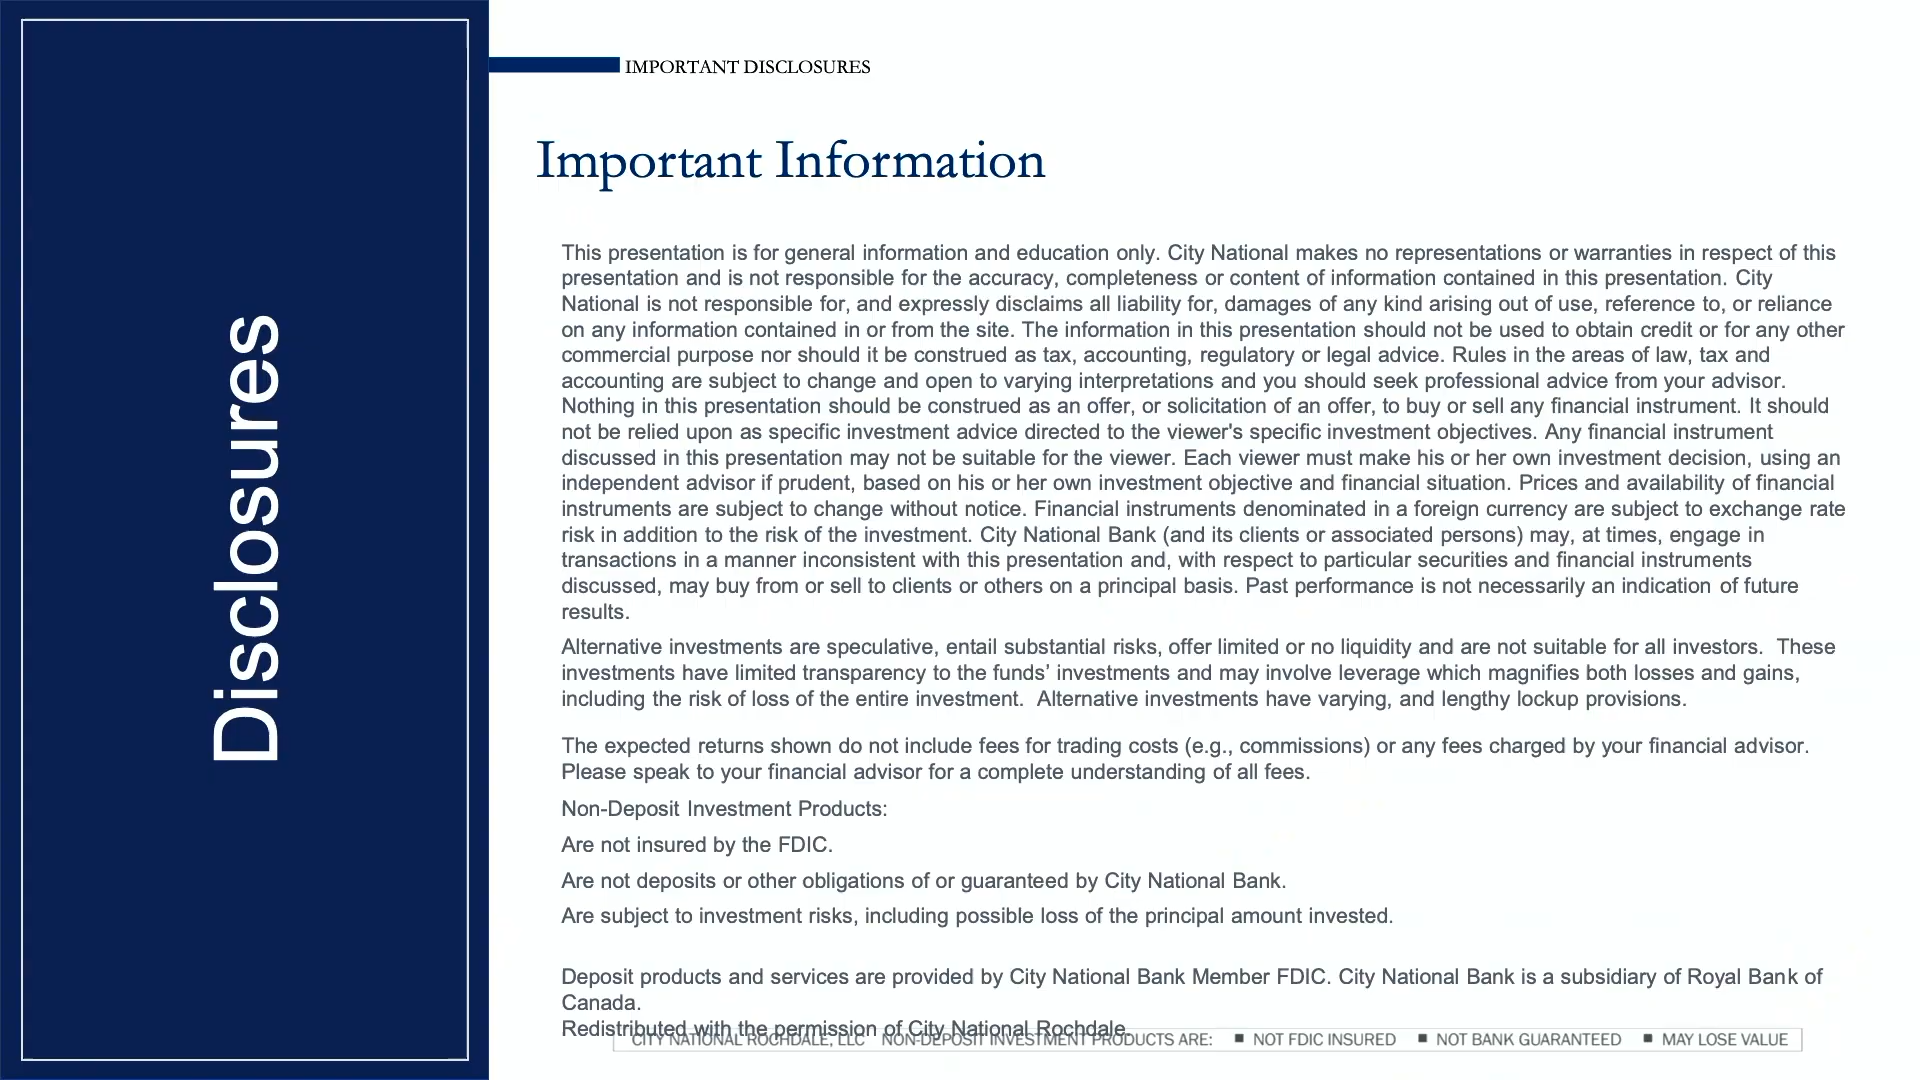 Disclosures
IMPORTANT DISCLOSURES
Important Information
This presentation is for general information and education only. City National makes no representations or warranties in respect of this
presentation and is not responsible for the accuracy, completeness or content of information contained in this presentation. City
National is not responsible for, and expressly disclaims all liability for, damages of any kind arising out of use, reference to, or reliance
on any information contained in or from the site. The information in this presentation should not be used to obtain credit or for any other
commercial purpose nor should it be construed as tax, accounting, regulatory or legal advice. Rules in the areas of law, tax and
accounting are subject to change and open to varying interpretations and you should seek professional advice from your advisor.
Nothing in this presentation should be construed as an offer, or solicitation of an offer, to buy or sell any financial instrument. It should
not be relied upon as specific investment advice directed to the viewer's specific investment objectives. Any financial instrument
discussed in this presentation may not be suitable for the viewer. Each viewer must make his or her own investment decision, using an
independent advisor if prudent, based on his or her own investment objective and financial situation. Prices and availability of financial
instruments are subject to change without notice. Financial instruments denominated in a foreign currency are subject to exchange rate
risk in addition to the risk of the investment. City National Bank (and its clients or associated persons) may, at times, engage in
transactions in a manner inconsistent with this presentation and, with respect to particular securities and financial instruments
discussed, may buy from or sell to clients or others on a principal basis. Past performance is not necessarily an indication of future
results.
Alternative investments are speculative, entail substantial risks, offer limited or no liquidity and are not suitable for all investors.  These
investments have limited transparency to the funds’ investments and may involve leverage which magnifies both losses and gains,
including the risk of loss of the entire investment.  Alternative investments have varying, and lengthy lockup provisions.
The expected returns shown do not include fees for trading costs (e.g., commissions) or any fees charged by your financial advisor.
Please speak to your financial advisor for a complete understanding of all fees.
Non-Deposit Investment Products:
Are not insured by the FDIC.
Are not deposits or other obligations of or guaranteed by City National Bank.
Are subject to investment risks, including possible loss of the principal amount invested.
Deposit products and services are provided by City National Bank Member FDIC. City National Bank is a subsidiary of Royal Bank of
Canada.
Redistributed with the permission of City National Rochdale.
CITY NATIONAL ROCHDALE, LLC   NON-DEPOSIT INVESTMENT PRODUCTS ARE:   ■ NOT FDIC INSURED   ■ NOT BANK GUARANTEED   ■ MAY LOSE VALUE